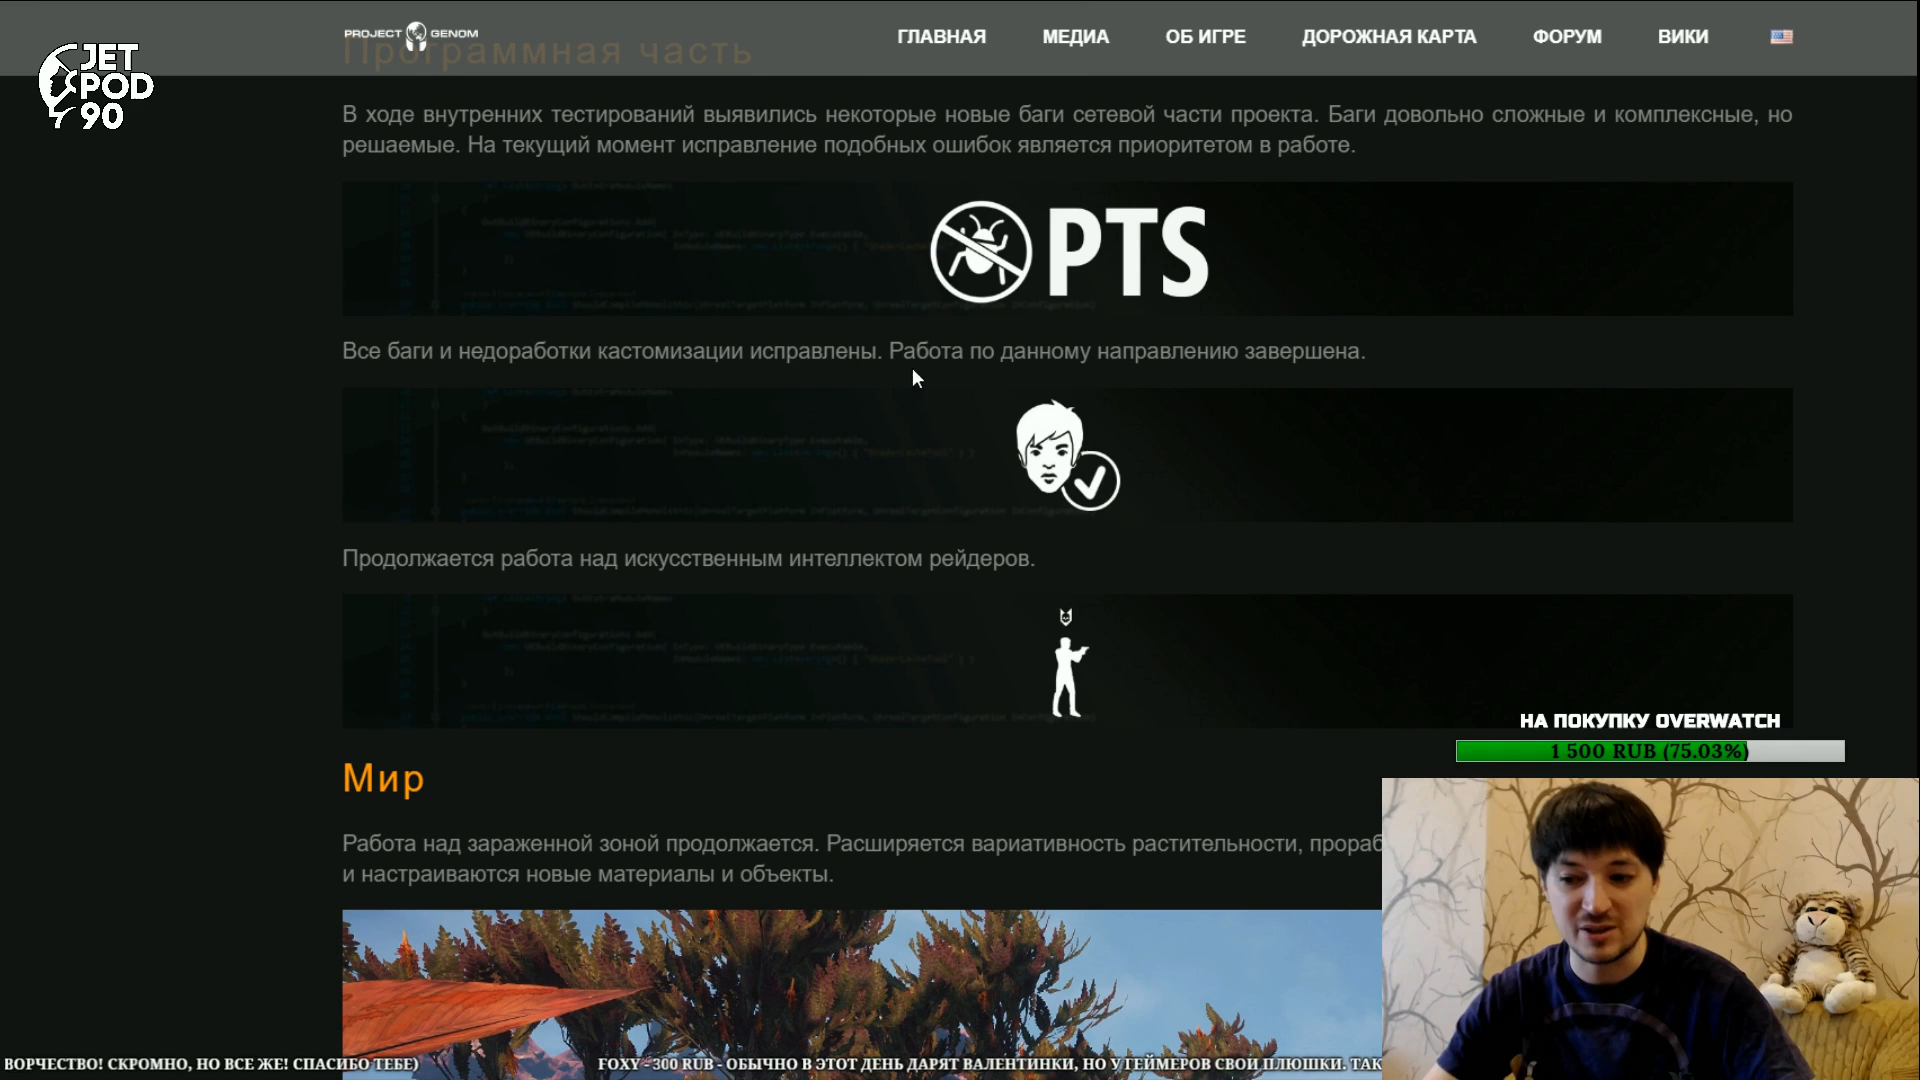 PROJECT GENOM
ГЛАВНАЯ
МЕДИА
ОБ ИГРЕ
ДОРОЖНАЯ КАРТА
ФОРУМ
ВИКИ
JET
POD
90
Программная часть
В ходе внутренних тестирований выявились некоторые новые баги сетевой части проекта. Баги довольно сложные и комплексные, но
решаемые. На текущий момент исправление подобных ошибок является приоритетом в работе.
PTS
Все баги и недоработки кастомизации исправлены. Работа по данному направлению завершена.
Продолжается работа над искусственным интеллектом рейдеров.
НА ПОКУПКУ OVERWATCH
1 500 RUB (75.03%)
Мир
Работа над зараженной зоной продолжается. Расширяется вариативность растительности, прораб
и настраиваются новые материалы и объекты.
ВОРЧЕСТВО! СКРОМНО, НО ВСЕ ЖЕ! СПАСИБО ТЕБЕ)
FOXY - 300 RUB - ОБЫЧНО В ЭТОТ ДЕНЬ ДАРЯТ ВАЛЕНТИНКИ, НО У ГЕЙМЕРОВ СВОИ ПЛЮШКИ. ТАК